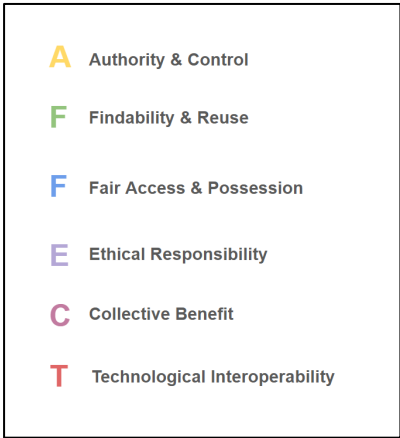 A Authority & Control
F Findability & Reuse
F Fair Access & Possession
E Ethical Responsibility
C Collective Benefit
T Technological Interoperability